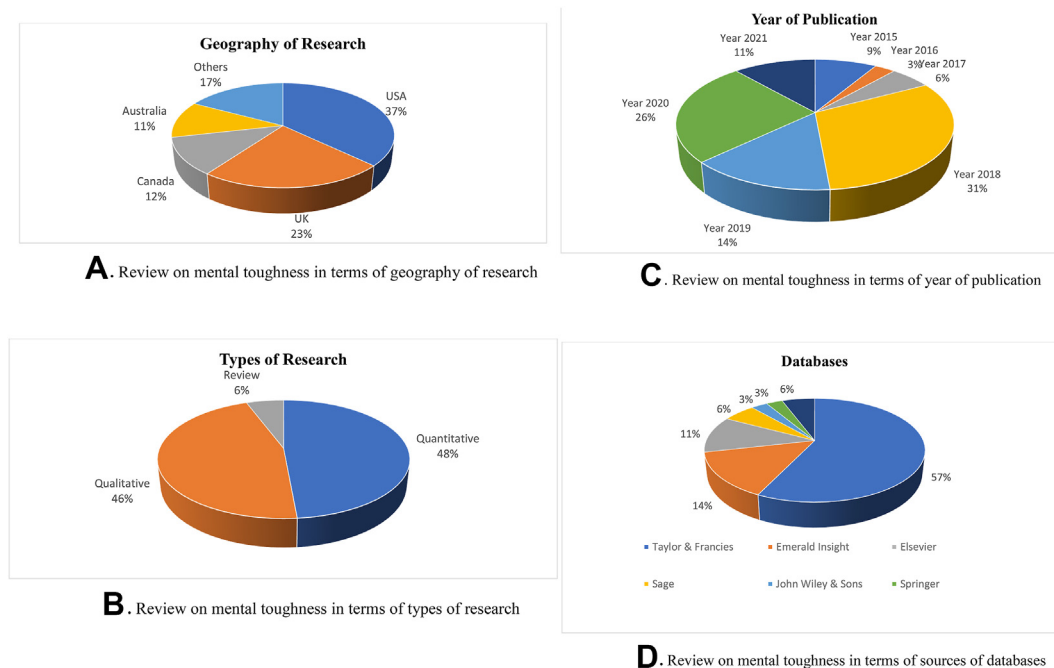 Geography of Research
Others
17%
USA
37%
Australia
11%
Canada
12%
UK
23%
A. Review on mental toughness in terms of geography of research
Types of Research
Review
6%
Quantitative
48%
Qualitative
46%
B. Review on mental toughness in terms of types of research
Year of Publication
Year 2021
11%
Year 2015
9%
Year 2016
3%
Year 2017
6%
Year 2020
26%
Year 2018
31%
Year 2019
14%
C. Review on mental toughness in terms of year of publication
Databases
3%
3%
6%
6%
11%
57%
14%
Taylor & Francies
Emerald Insight
Elsevier
Sage
John Wiley & Sons
Springer
D. Review on mental toughness in terms of sources of databases